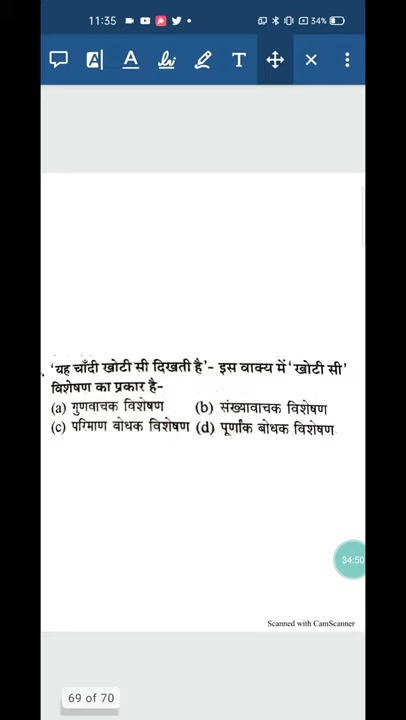 11:35
34%
A
A
T
'यह चाँदी खोटी सी दिखती है'- इस वाक्य में 'खोटी सी'
विशेषण का प्रकार है-
(a) गुणवाचक विशेषण (b) संख्यावाचक विशेषण
(c) परिमाण बोधक विशेषण (d) पूर्णांक बोधक विशेषण
34:50
Scanned with CamScanner
69 of 70